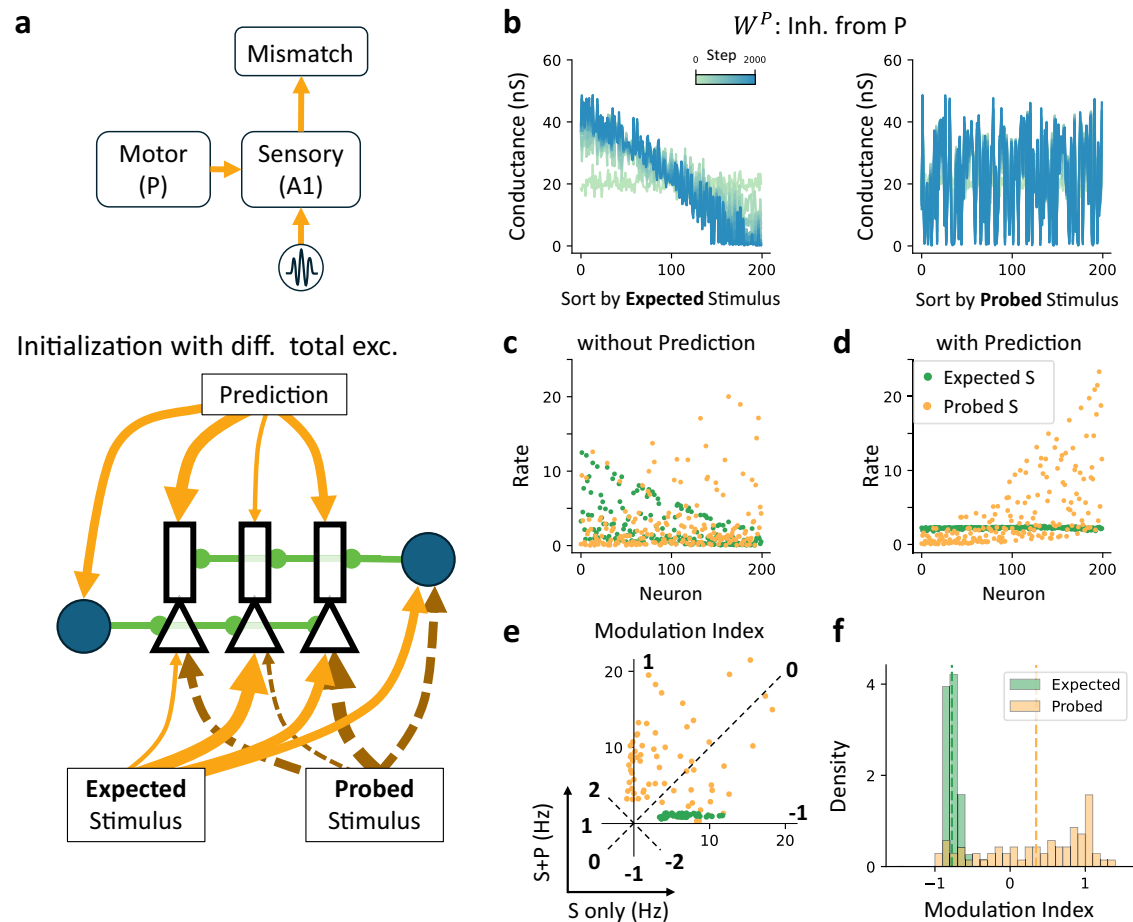 a
Mismatch
Motor
(P)
Sensory
(A1)
Initialization with diff. total exc.
Prediction
Expected
Stimulus
Probed
Stimulus
b
W^P: Inh. from P
Step
0
2000
Conductance (nS)
60
40
20
0
0
100
200
Sort by Expected Stimulus
Conductance (nS)
60
40
20
0
0
100
200
Sort by Probed Stimulus
c
without Prediction
Rate
20
10
0
0
100
200
Neuron
d
with Prediction
Expected S
Probed S
Rate
20
10
0
0
100
200
Neuron
e
Modulation Index
20
10
1
0
2
1
0
-1
-2
-1
10
20
S+P (Hz)
S only (Hz)
f
Expected
Probed
Density
4
2
0
−1
0
1
Modulation Index